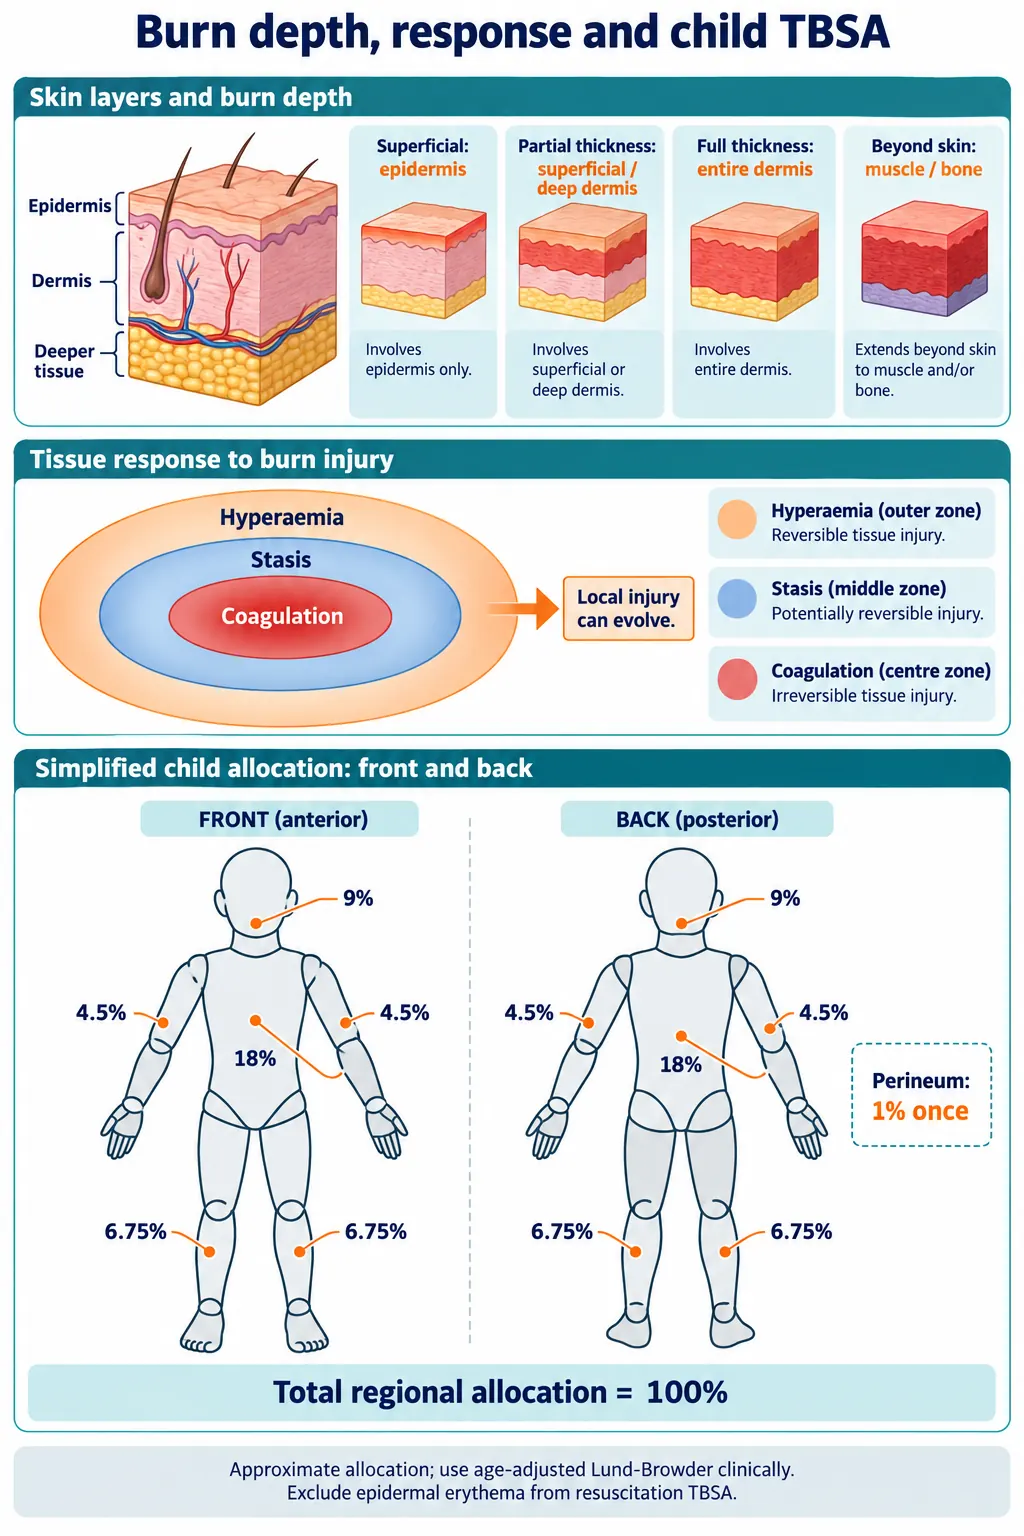 Burn depth, response and child TBSA
Skin layers and burn depth
Epidermis
Dermis
Deeper
tissue
Superficial:
epidermis
Involves
epidermis only.
Partial thickness:
superficial /
deep dermis
Involves
superficial or
deep dermis.
Full thickness:
entire dermis
Involves
entire dermis.
Beyond skin:
muscle / bone
Extends beyond skin
to muscle and/or
bone.
Tissue response to burn injury
Hyperaemia
Stasis
Coagulation
Local injury
can evolve.
Hyperaemia (outer zone)
Reversible tissue injury.
Stasis (middle zone)
Potentially reversible injury.
Coagulation (centre zone)
Irreversible tissue injury.
Simplified child allocation: front and back
FRONT (anterior)
9%
4.5%
4.5%
18%
6.75%
6.75%
BACK (posterior)
9%
4.5%
4.5%
18%
6.75%
6.75%
Perineum:
1% once
Total regional allocation = 100%
Approximate allocation; use age-adjusted Lund-Browder clinically.
Exclude epidermal erythema from resuscitation TBSA.